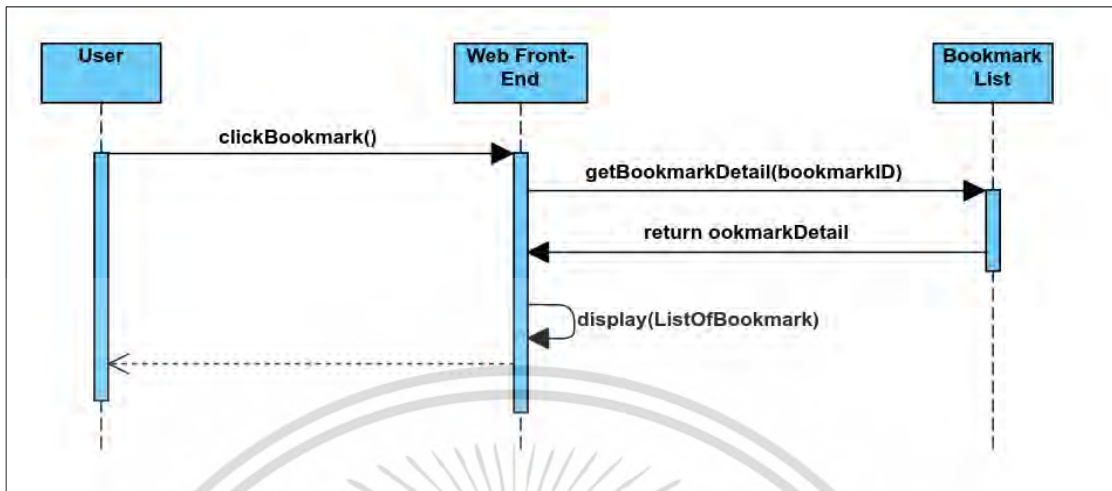 User
Web Front-
End
Bookmark
List
clickBookmark()
getBookmarkDetail(bookmarkID)
return ookmarkDetail
display(ListOfBookmark)